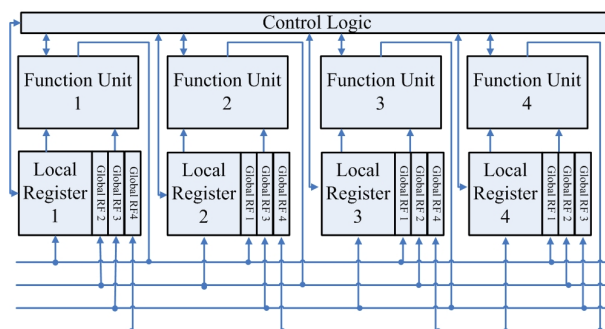 Control Logic
Function Unit
1
Function Unit
2
Function Unit
3
Function Unit
4
Local
Register
1
Global RF 2
Global RF 3
Global RF4
Local
Register
2
Global RF 1
Global RF 3
Global RF 4
Local
Register
3
Global RF 1
Global RF 2
Global RF 4
Local
Register
4
Global RF 1
Global RF 2
Global RF 3